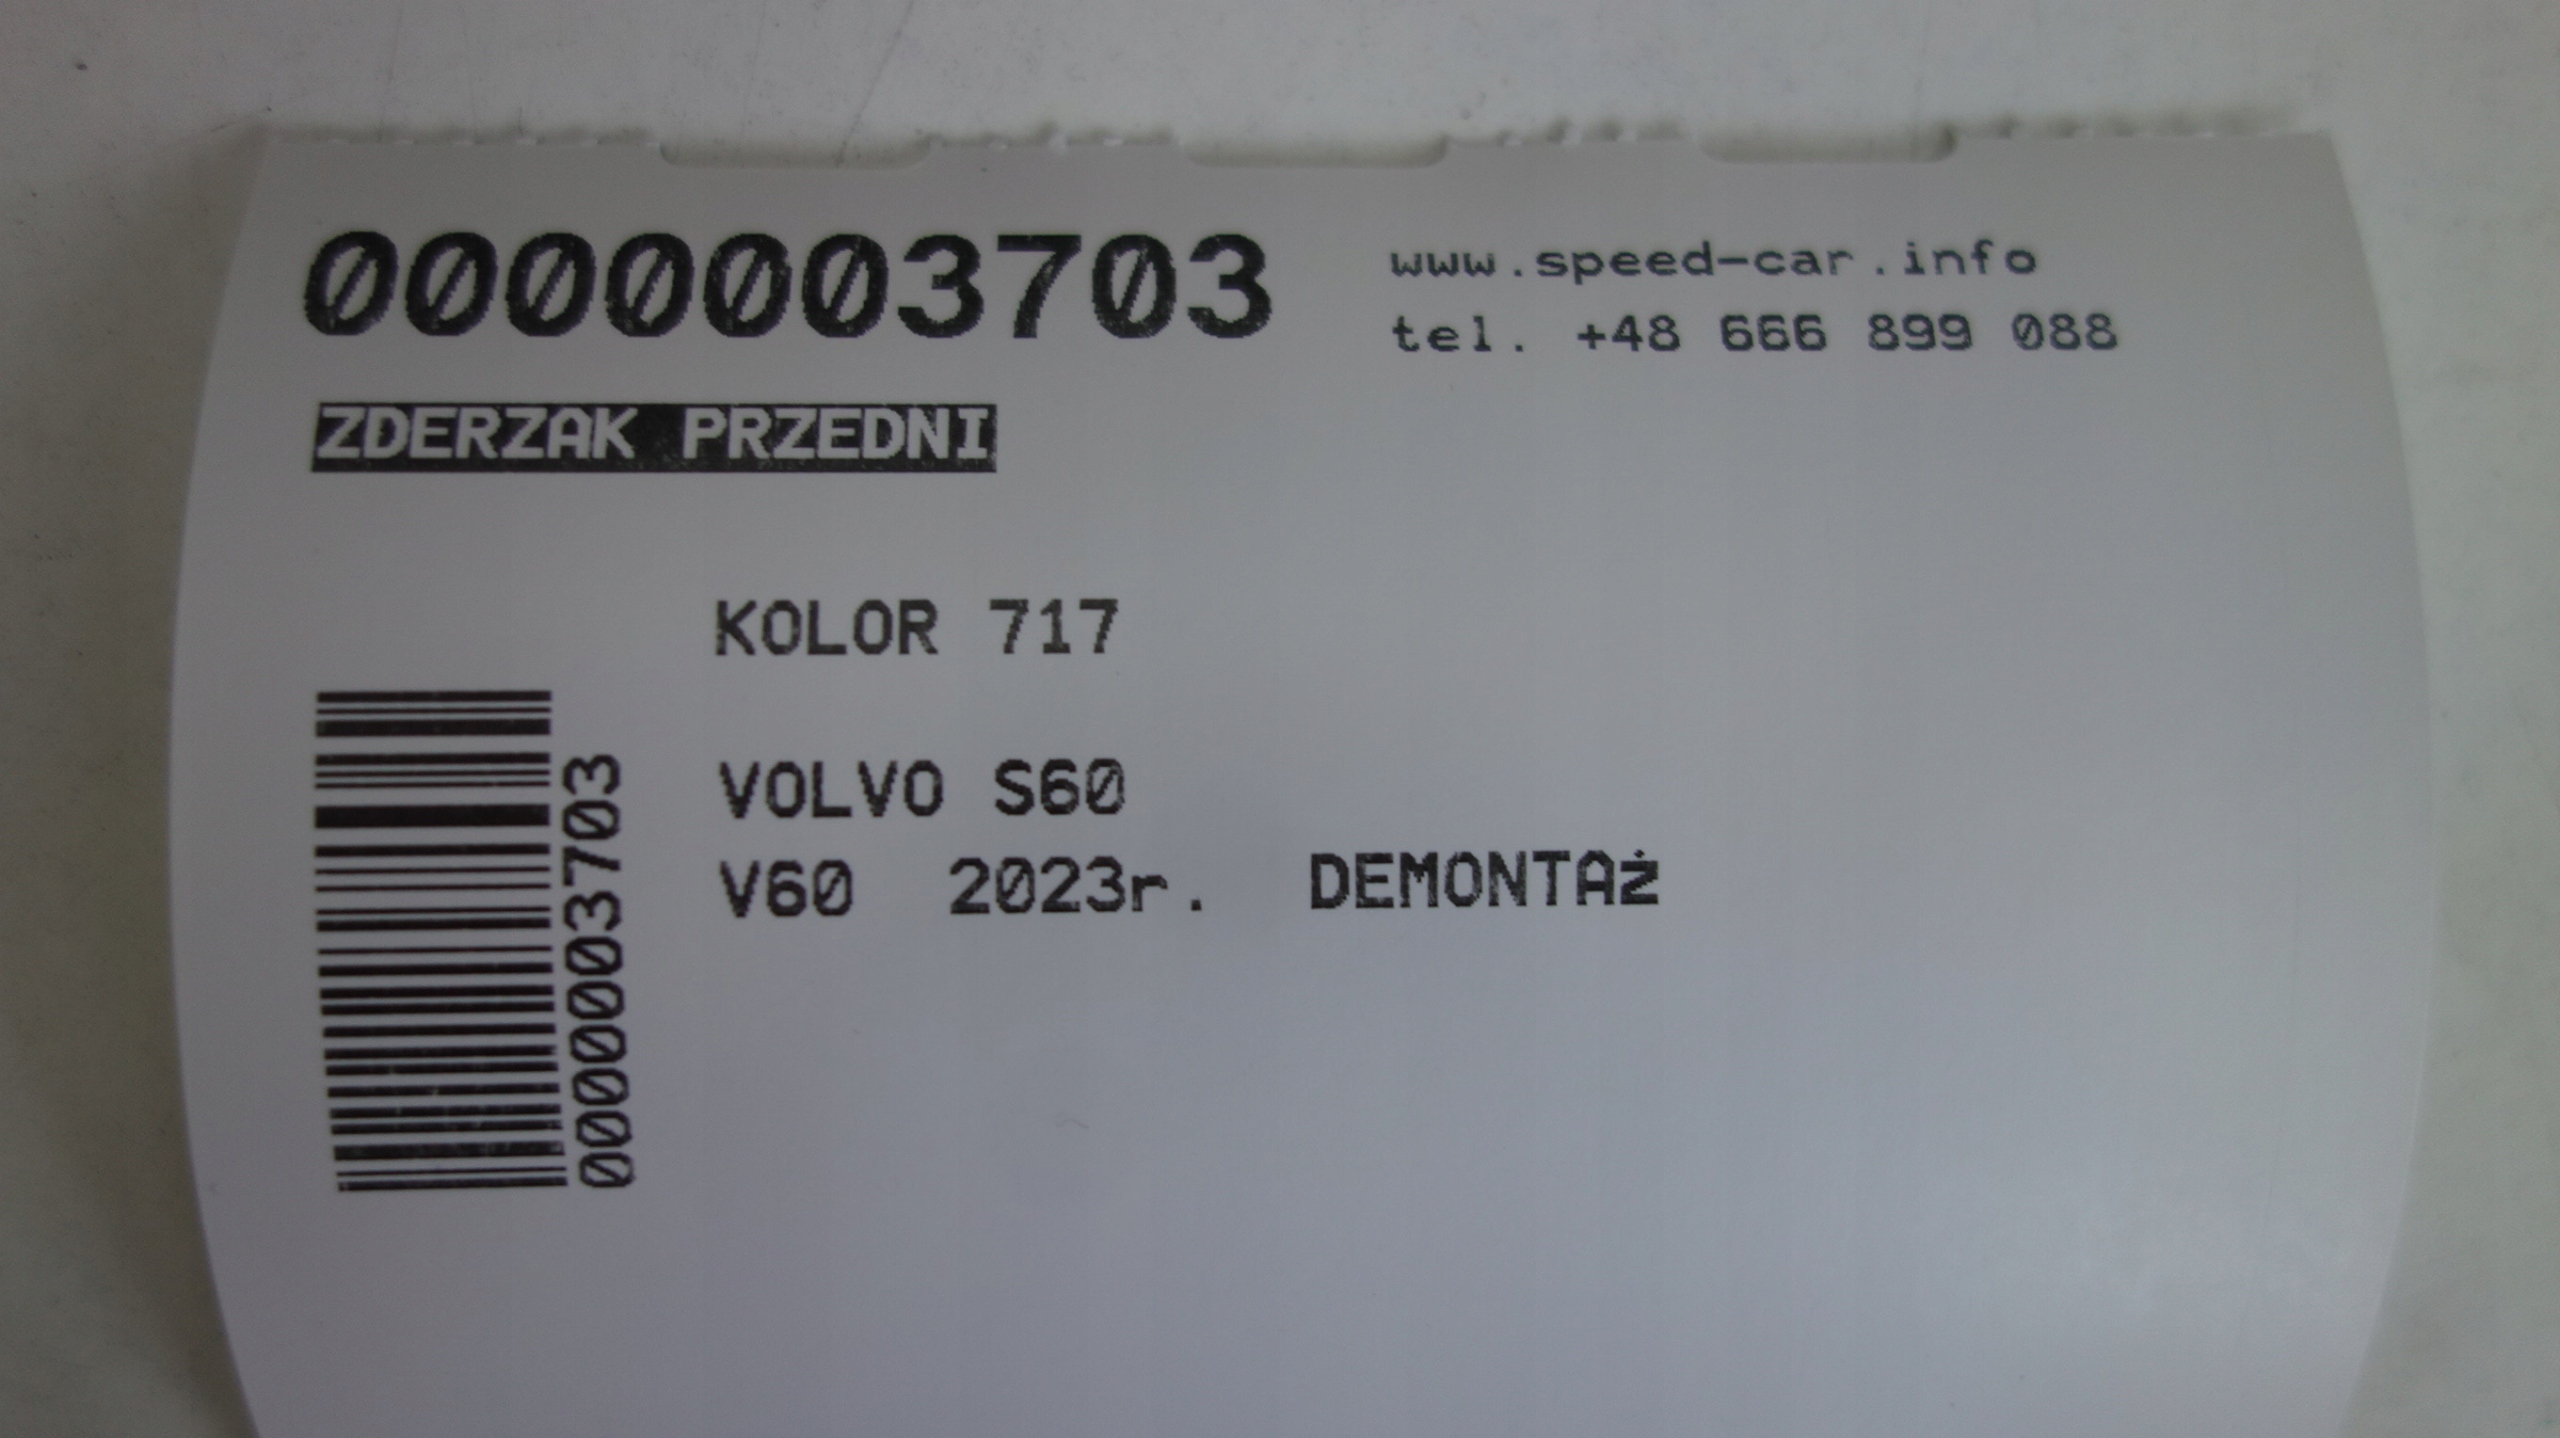 0000003703
www.speed-car.info
tel. +48 666 899 088
ZDERZAK PRZEDNI
KOLOR 717
VOLVO S60
V60 2023r. DEMONTAż
0000003703